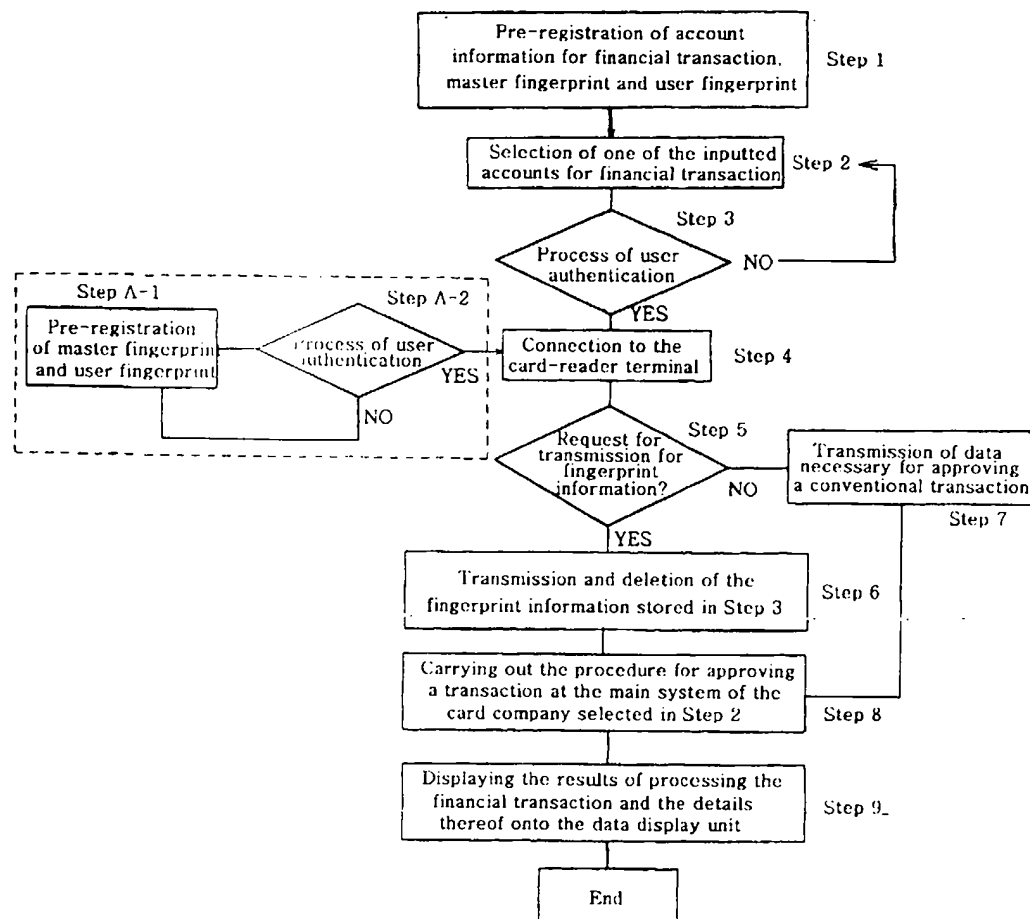 Pre-registration of account
information for financial transaction,
master fingerprint and user fingerprint
Step 1
Selection of one of the inputted
accounts for financial transaction
Step 2
Step 3
Process of user
authentication
NO
YES
Step A-1
Step A-2
Pre-registration
of master fingerprint
and user fingerprint
Process of user
authentication
YES
NO
Connection to the
card-reader terminal
Step 4
Step 5
Request for
transmission for
fingerprint
information?
NO
YES
Transmission of data
necessary for approving
a conventional transaction
Step 7
Transmission and deletion of the
fingerprint information stored in Step 3
Step 6
Carrying out the procedure for approving
a transaction at the main system of the
card company selected in Step 2
Step 8
Displaying the results of processing the
financial transaction and the details
thereof onto the data display unit
Step 9
End